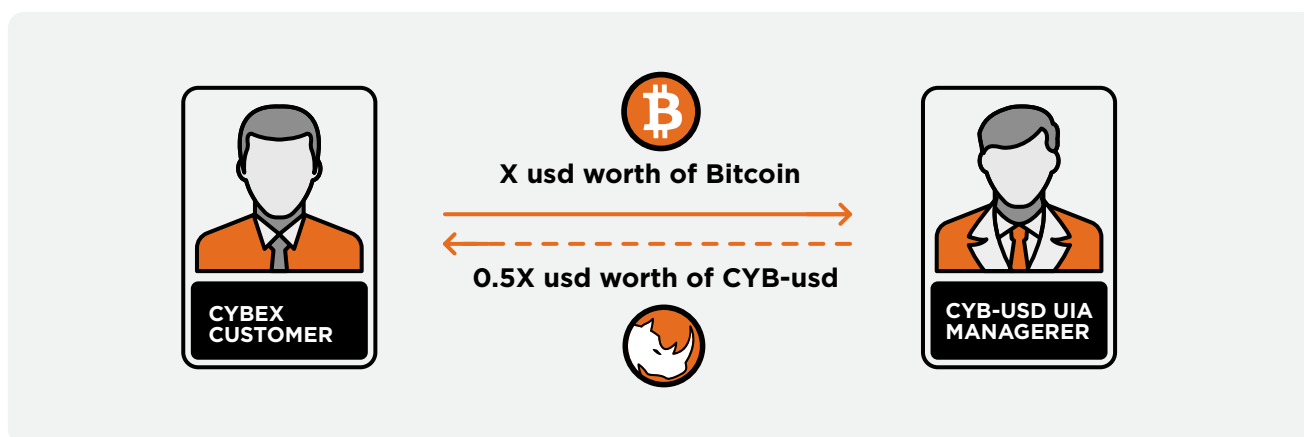 X usd worth of Bitcoin
0.5X usd worth of CYB-usd
CYBEX
CUSTOMER
CYB-USD UIA
MANAGERER